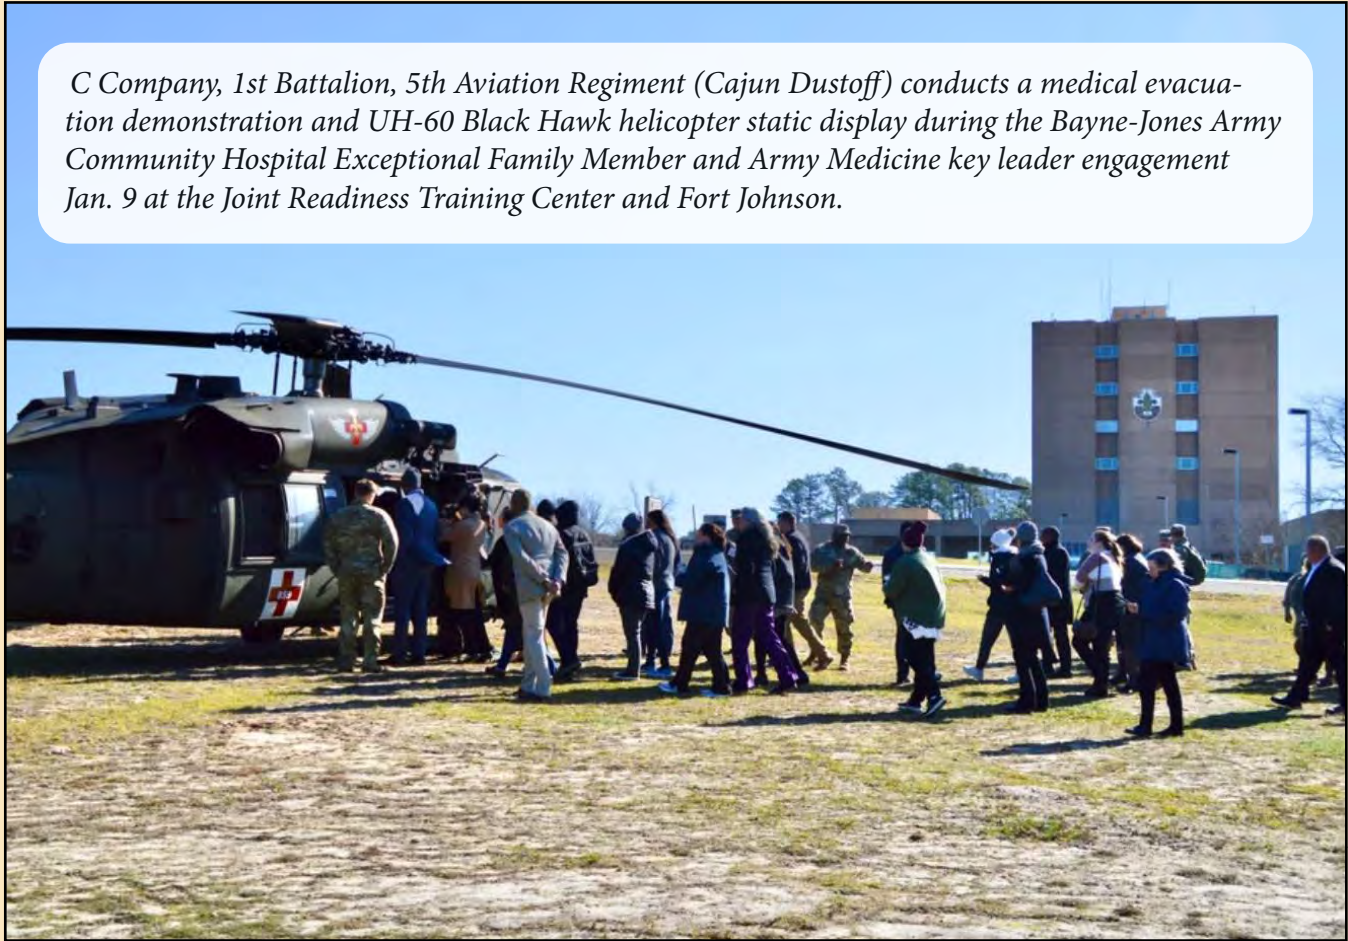 C Company, 1st Battalion, 5th Aviation Regiment (Cajun Dustoff) conducts a medical evacua-
tion demonstration and UH-60 Black Hawk helicopter static display during the Bayne-Jones Army
Community Hospital Exceptional Family Member and Army Medicine key leader engagement
Jan. 9 at the Joint Readiness Training Center and Fort Johnson.